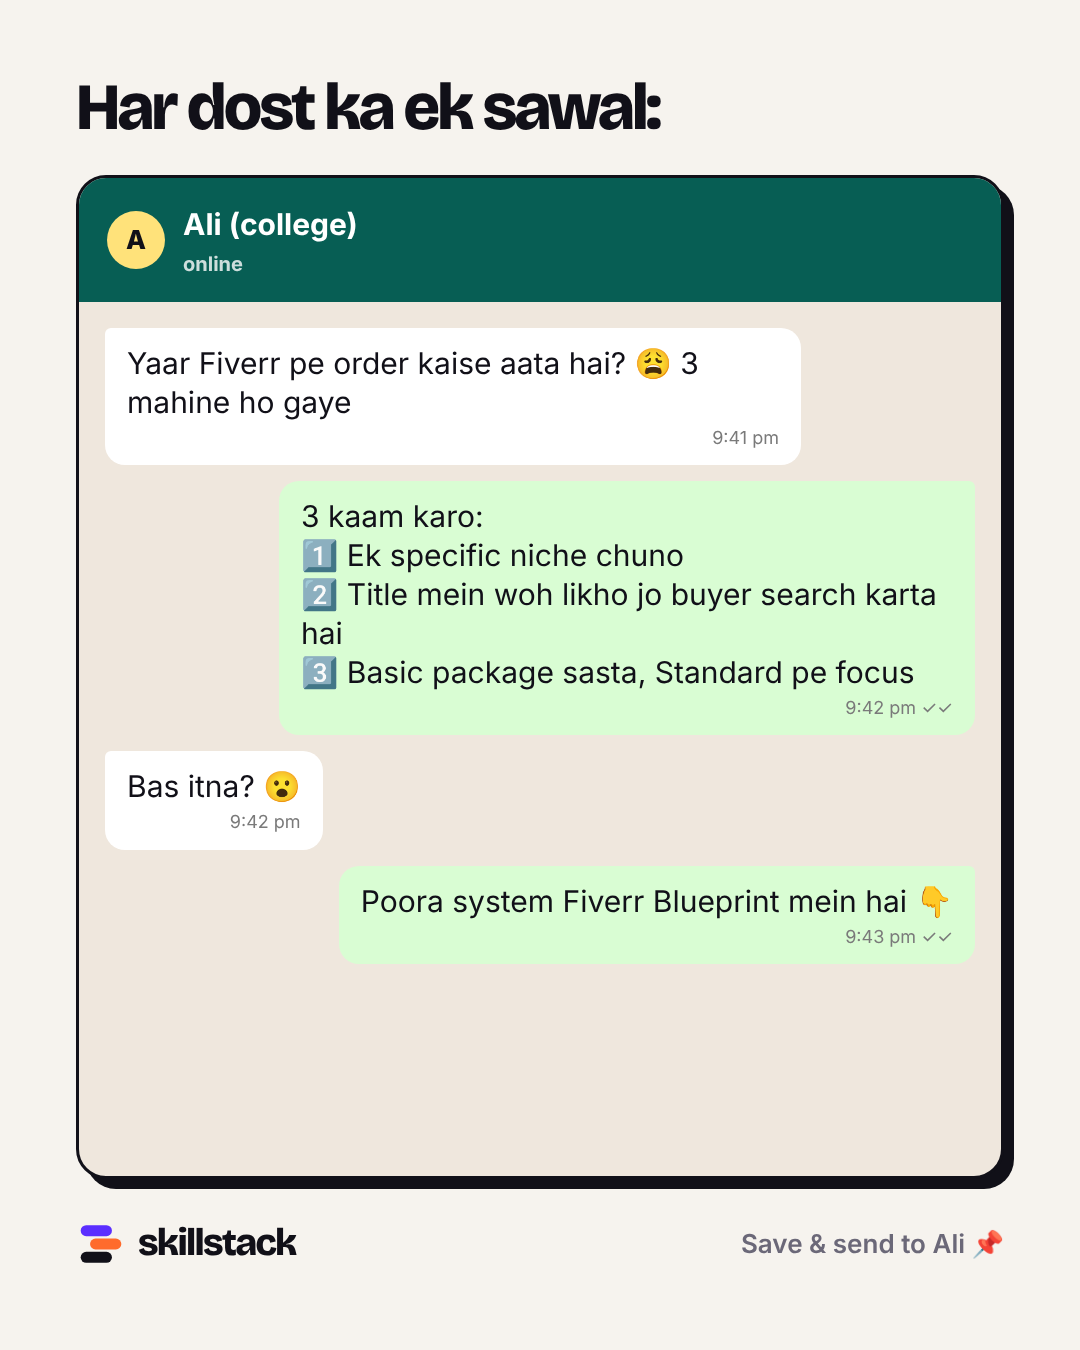 Har dost ka ek sawal:
A
Ali (college)
online
Yaar Fiverr pe order kaise aata hai? 😩 3
mahine ho gaye
9:41 pm
3 kaam karo:
1️⃣ Ek specific niche chuno
2️⃣ Title mein woh likho jo buyer search karta
hai
3️⃣ Basic package sasta, Standard pe focus
9:42 pm ✓✓
Bas itna? 😮
9:42 pm
Poora system Fiverr Blueprint mein hai 👇
9:43 pm ✓✓
skillstack
Save & send to Ali 📌